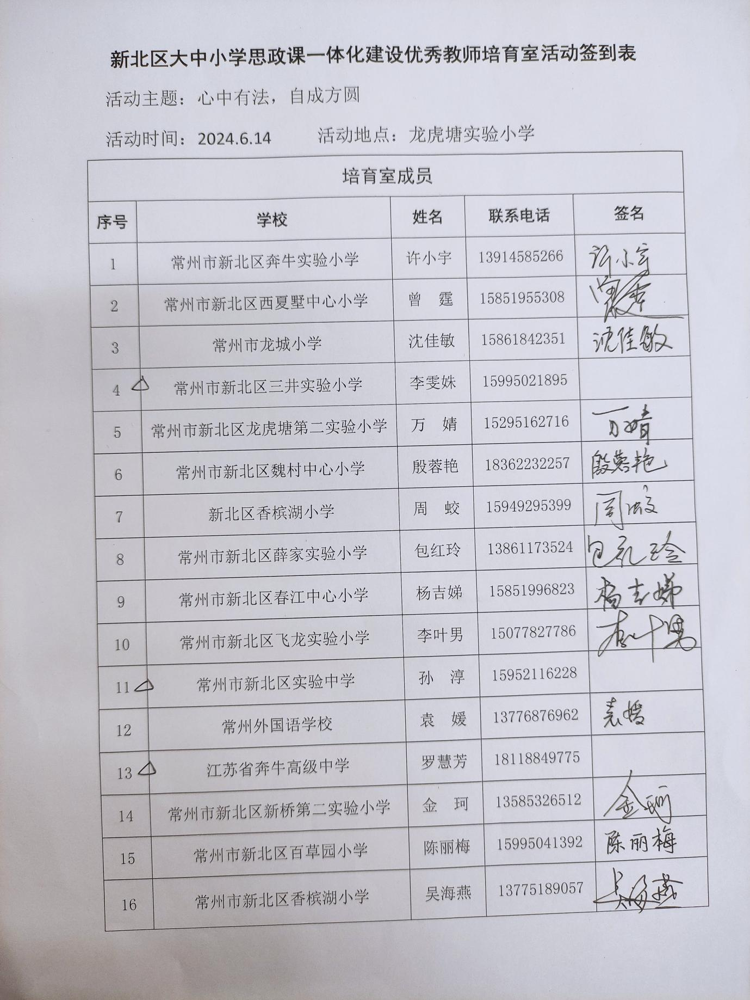 新北区大中小学思政课一体化建设优秀教师培育室活动签到表
活动主题：心中有法，自成方圆
活动时间：2024.6.14 活动地点：龙虎塘实验小学
培育室成员
序号 学校 姓名 联系电话 签名
1 常州市新北区奔牛实验小学 许小宇 13914585266 许小宇
2 常州市新北区西夏墅中心小学 曾 霆 15851955308 曾霆
3 常州市龙城小学 沈佳敏 15861842351 沈佳敏
4 常州市新北区三井实验小学 李雯姝 15995021895
5 常州市新北区龙虎塘第二实验小学 万 婧 15295162716 万婧
6 常州市新北区魏村中心小学 殷蓉艳 18362232257 殷蓉艳
7 新北区香槟湖小学 周 蛟 15949295399 周蛟
8 常州市新北区薛家实验小学 包红玲 13861173524 包红玲
9 常州市新北区春江中心小学 杨吉娣 15851996823 杨吉娣
10 常州市新北区飞龙实验小学 李叶男 15077827786 李叶男
11 常州市新北区实验中学 孙 淳 15952116228
12 常州外国语学校 袁 媛 13776876962 袁媛
13 江苏省奔牛高级中学 罗慧芳 18118849775
14 常州市新北区新桥第二实验小学 金 珂 13585326512 金珂
15 常州市新北区百草园小学 陈丽梅 15995041392 陈丽梅
16 常州市新北区香槟湖小学 吴海燕 13775189057 吴海燕